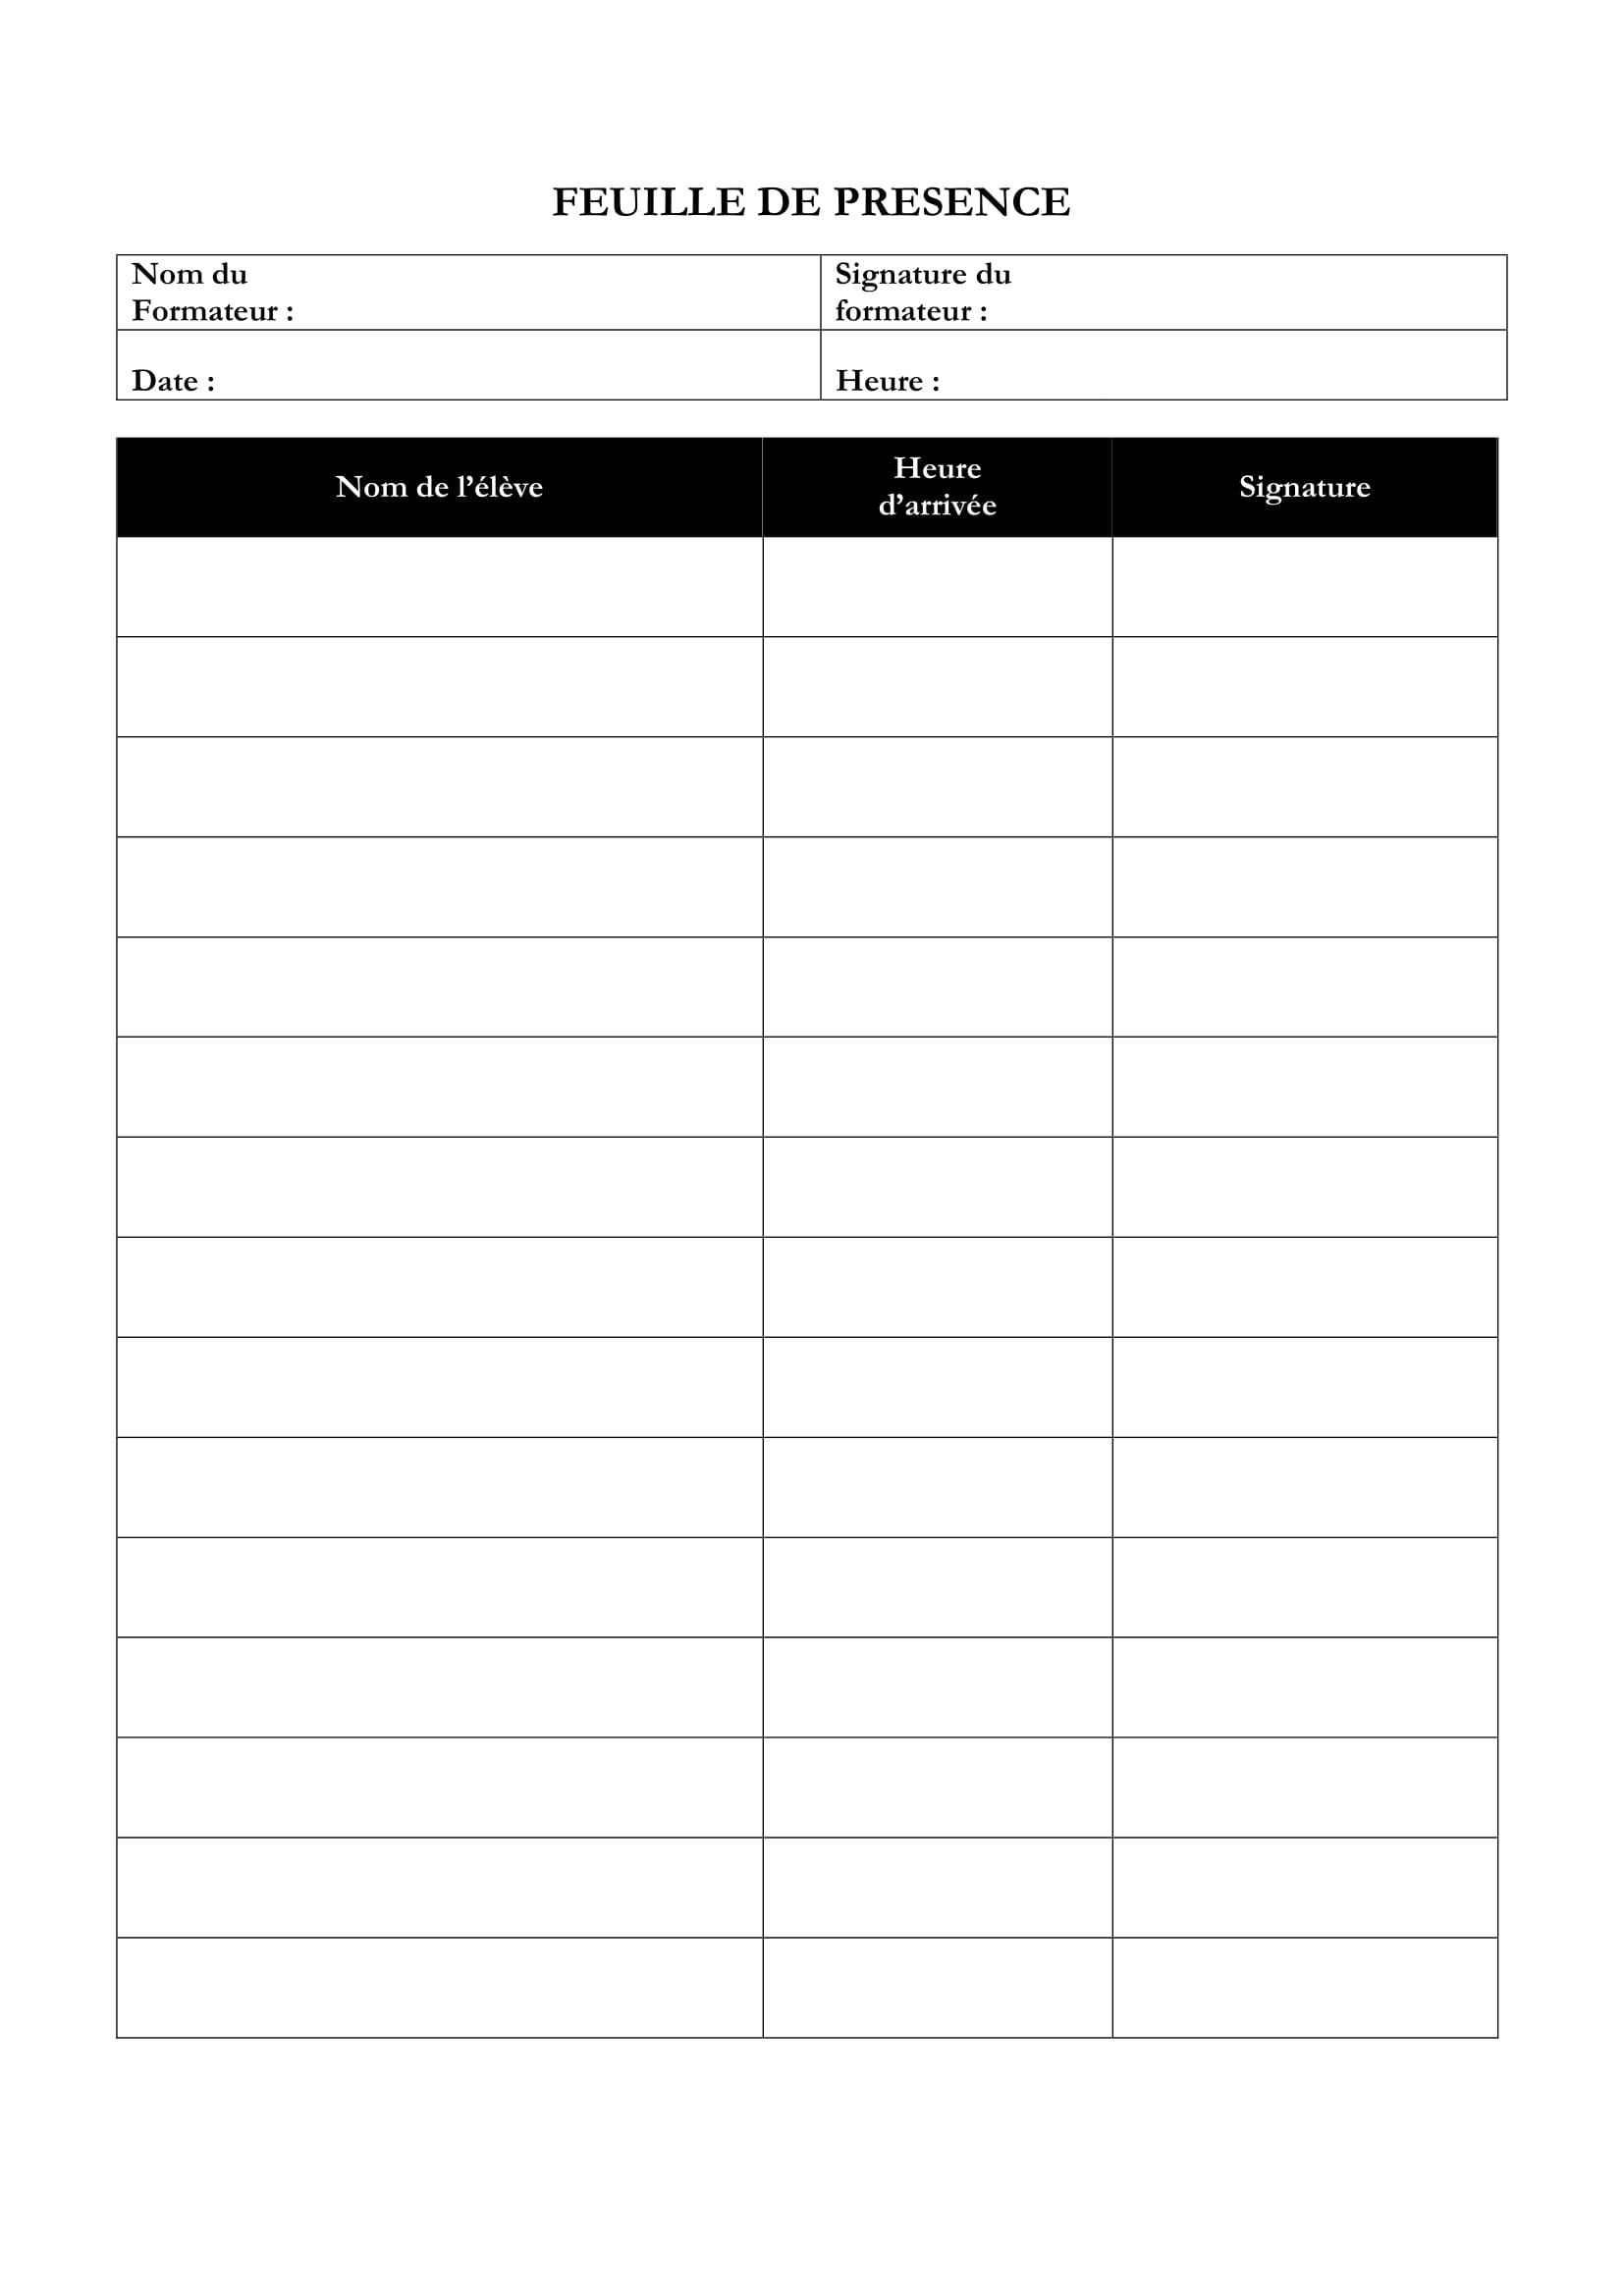 FEUILLE DE PRESENCE
Nom du
Formateur :
Signature du
formateur :
Date :
Heure :
Nom de l’élève
Heure
d’arrivée
Signature